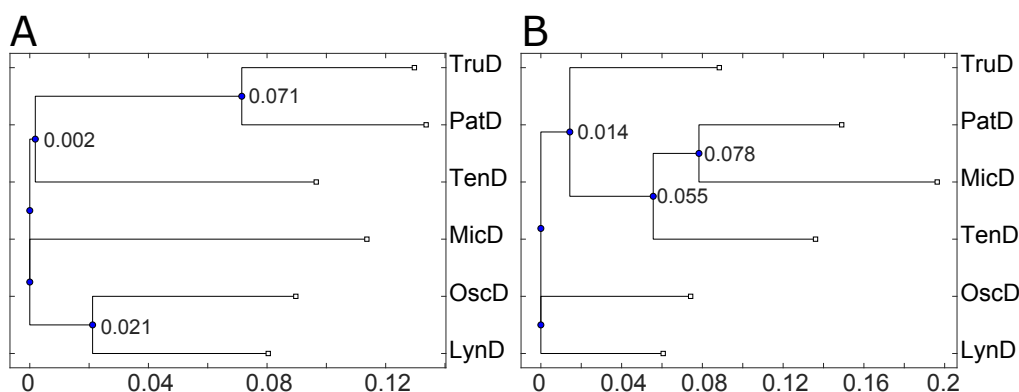 A
TruD
0.071
PatD
0.002
TenD
MicD
OscD
0.021
LynD
0 0.04 0.08 0.12
B
TruD
0.014
PatD
0.078
MicD
0.055
TenD
OscD
LynD
0 0.04 0.08 0.12 0.16 0.2